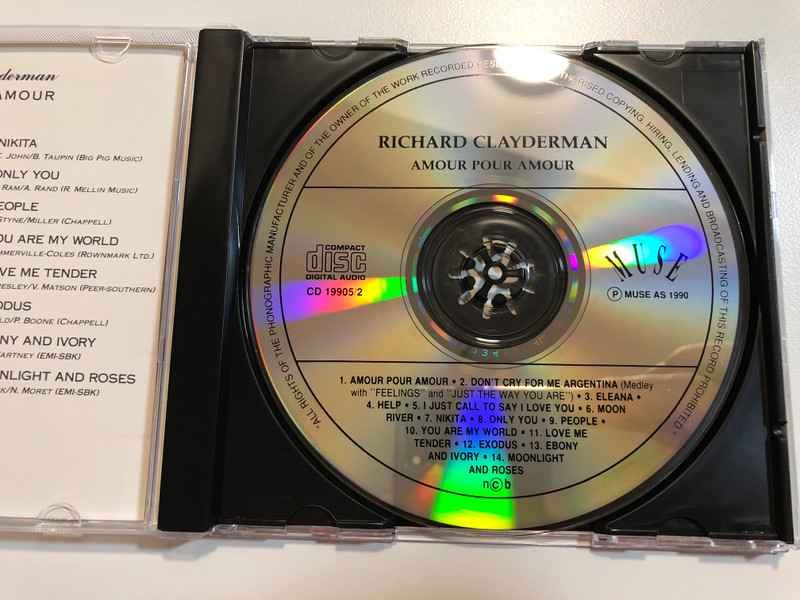 derman
AMOUR
NIKITA
. JOHN/B. TAUPIN (BIG PIG MUSIC)
ONLY YOU
RAM/A. RAND (R. MELLIN MUSIC)
PEOPLE
STYNE/MILLER (CHAPPELL)
OU ARE MY WORLD
MMERVILLE-COLES (ROWNMARK LTD.)
VE ME TENDER
ESLEY/V. MATSON (PEER-SOUTHERN)
ODUS
LD/P. BOONE (CHAPPELL)
NY AND IVORY
ARTNEY (EMI-SBK)
NLIGHT AND ROSES
K/N. MORET (EMI-SBK)
"ALL RIGHTS OF THE PHONOGRAPHIC MANUFACTURER AND OF THE OWNER OF THE WORK RECORDED COPYING, HIRING, LENDING AND BROADCASTING OF THIS RECORD PROHIBITED."
RICHARD CLAYDERMAN
AMOUR POUR AMOUR
COMPACT
disc
DIGITAL AUDIO
CD 19905/2
MUSE
Ⓟ MUSE AS 1990
1. AMOUR POUR AMOUR • 2. DON'T CRY FOR ME ARGENTINA (Medley
with "FEELINGS" and "JUST THE WAY YOU ARE") • 3. ELEANA •
4. HELP • 5. I JUST CALL TO SAY I LOVE YOU • 6. MOON
RIVER • 7. NIKITA • 8. ONLY YOU • 9. PEOPLE •
10. YOU ARE MY WORLD • 11. LOVE ME
TENDER • 12. EXODUS • 13. EBONY
AND IVORY • 14. MOONLIGHT
AND ROSES
n©b